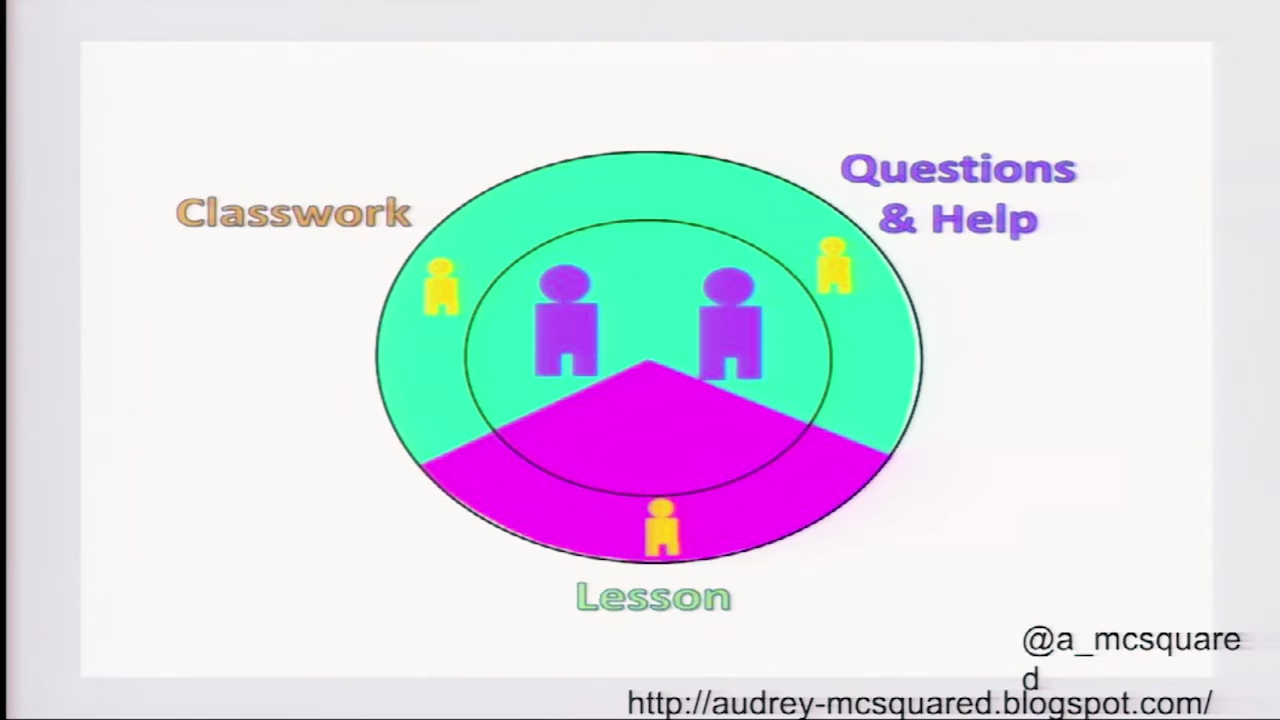 Classwork
Questions
& Help
Lesson
@a_mcsquare
d
http://audrey-mcsquared.blogspot.com/